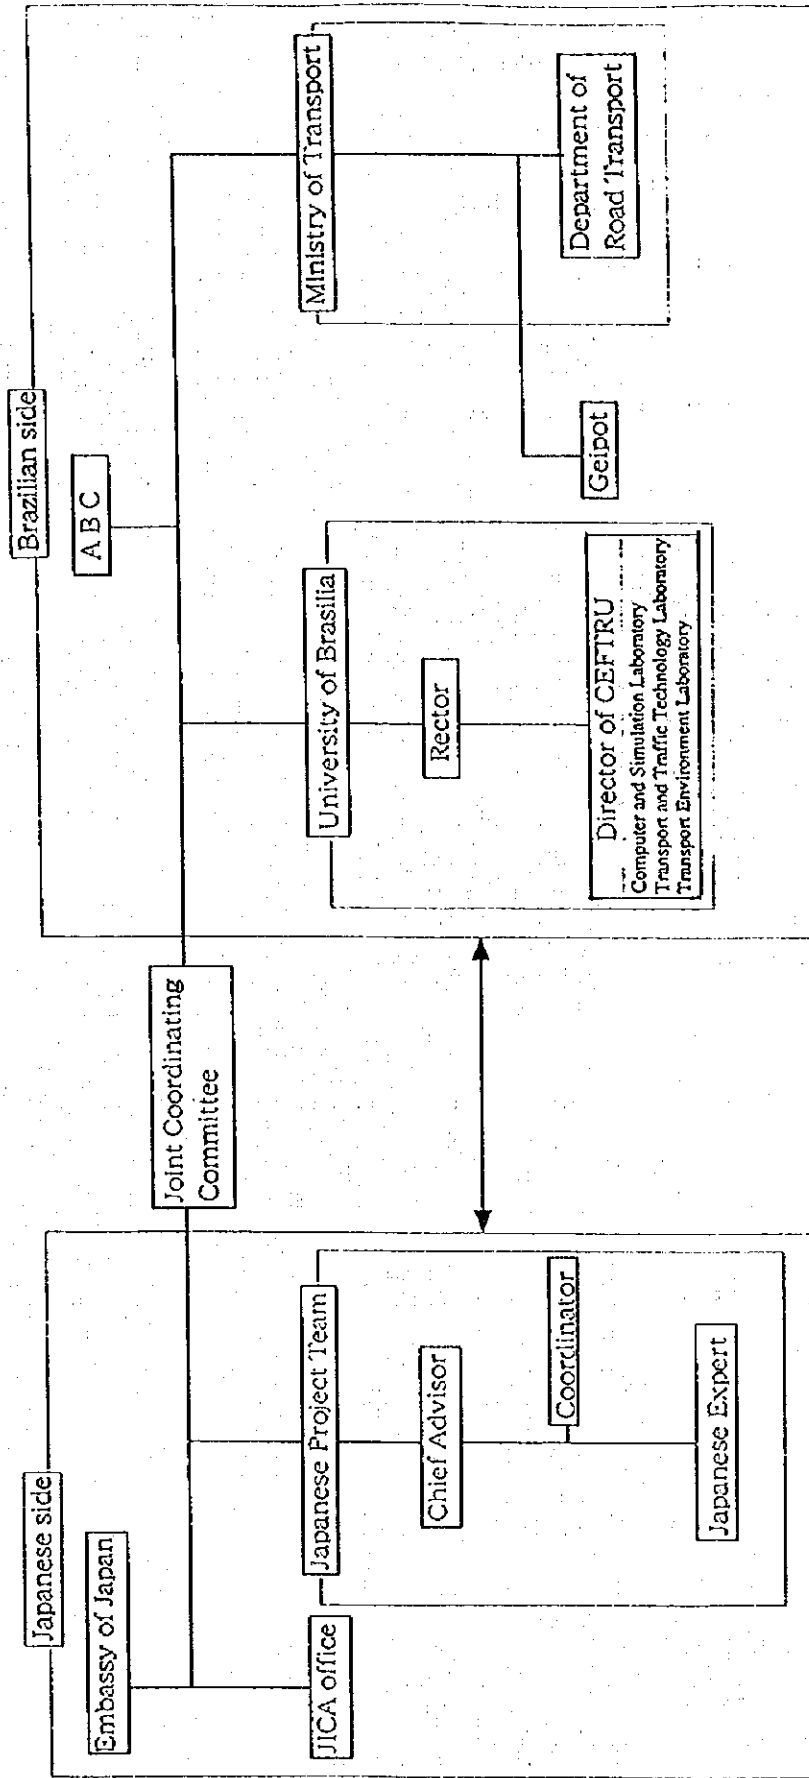 Japanese side
Embassy of Japan
JICA office
Japanese Project Team
Chief Advisor
Coordinator
Japanese Expert
Joint Coordinating
Committee
Brazilian side
A B C
University of Brasilia
Rector
Director of CEFTRU
Computer and Simulation Laboratory
Transport and Traffic Technology Laboratory
Transport Environment Laboratory
Ministry of Transport
Geipot
Department of
Road Transport